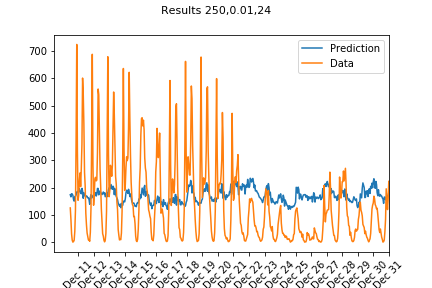 Results 250,0.01,24
Prediction
Data
700
600
500
400
300
200
100
0
Dec 11
Dec 12
Dec 13
Dec 14
Dec 15
Dec 16
Dec 17
Dec 18
Dec 19
Dec 20
Dec 21
Dec 22
Dec 23
Dec 24
Dec 25
Dec 26
Dec 27
Dec 28
Dec 29
Dec 30
Dec 31